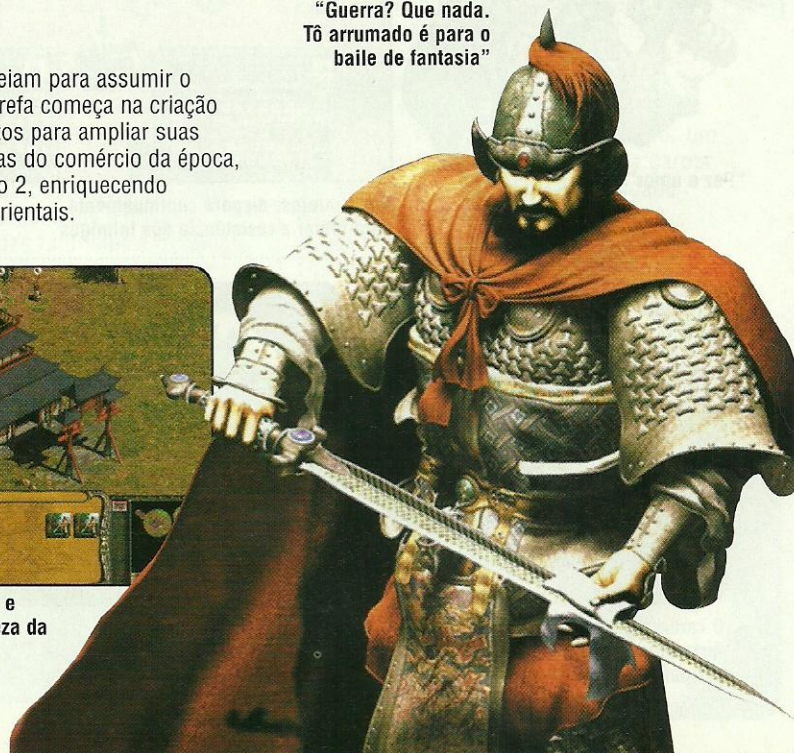 “Guerra? Que nada.
Tô arrumado é para o
baile de fantasia”
eiam para assumir o
refa começa na criação
tos para ampliar suas
as do comércio da época,
o 2, enriquecendo
rientais.
e
za da